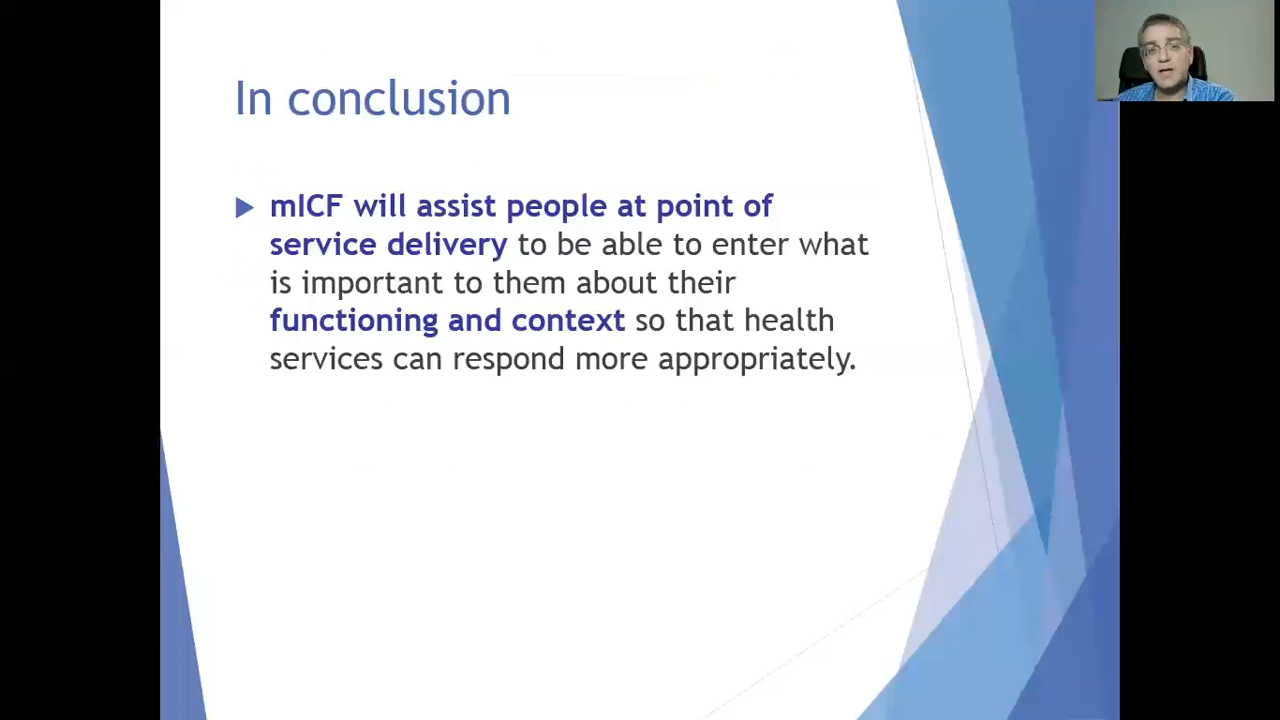 In conclusion
mICF will assist people at point of
service delivery to be able to enter what
is important to them about their
functioning and context so that health
services can respond more appropriately.